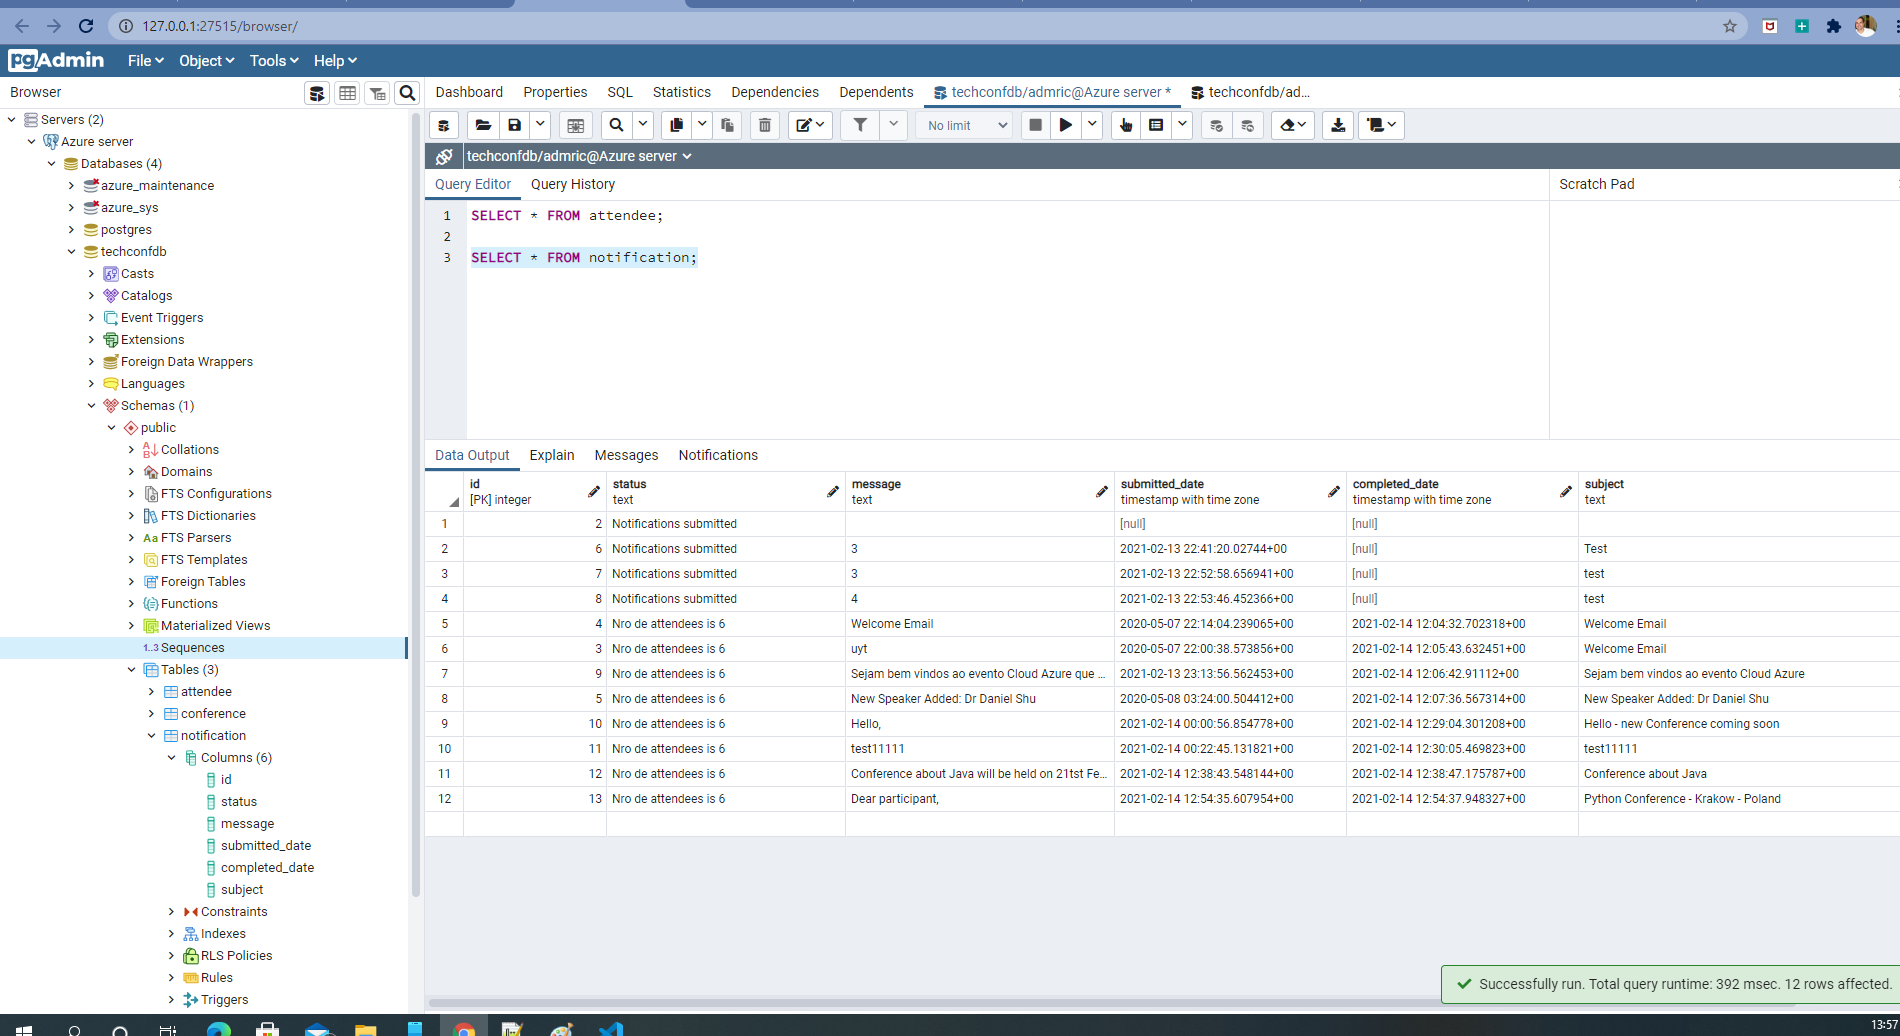 127.0.0.1:27515/browser/
pgAdmin File Object Tools Help
Browser
Dashboard Properties SQL Statistics Dependencies Dependents techconfdb/admric@Azure server * techconfdb/ad...
No limit
techconfdb/admric@Azure server
Query Editor Query History
Scratch Pad
1 SELECT * FROM attendee;
2
3 SELECT * FROM notification;
Servers (2)
Azure server
Databases (4)
azure_maintenance
azure_sys
postgres
techconfdb
Casts
Catalogs
Event Triggers
Extensions
Foreign Data Wrappers
Languages
Schemas (1)
public
Collations
Domains
FTS Configurations
FTS Dictionaries
Aa FTS Parsers
FTS Templates
Foreign Tables
Functions
Materialized Views
1..3 Sequences
Tables (3)
attendee
conference
notification
Columns (6)
id
status
message
submitted_date
completed_date
subject
Constraints
Indexes
RLS Policies
Rules
Triggers
Data Output Explain Messages Notifications
id status message submitted_date completed_date subject
[PK] integer text text timestamp with time zone timestamp with time zone text
1 2 Notifications submitted [null] [null]
2 6 Notifications submitted 3 2021-02-13 22:41:20.02744+00 [null] Test
3 7 Notifications submitted 3 2021-02-13 22:52:58.656941+00 [null] test
4 8 Notifications submitted 4 2021-02-13 22:53:46.452366+00 [null] test
5 4 Nro de attendees is 6 Welcome Email 2020-05-07 22:14:04.239065+00 2021-02-14 12:04:32.702318+00 Welcome Email
6 3 Nro de attendees is 6 uyt 2020-05-07 22:00:38.573856+00 2021-02-14 12:05:43.632451+00 Welcome Email
7 9 Nro de attendees is 6 Sejam bem vindos ao evento Cloud Azure que ... 2021-02-13 23:13:56.562453+00 2021-02-14 12:06:42.91112+00 Sejam bem vindos ao evento Cloud Azure
8 5 Nro de attendees is 6 New Speaker Added: Dr Daniel Shu 2020-05-08 03:24:00.504412+00 2021-02-14 12:07:36.567314+00 New Speaker Added: Dr Daniel Shu
9 10 Nro de attendees is 6 Hello, 2021-02-14 00:00:56.854778+00 2021-02-14 12:29:04.301208+00 Hello - new Conference coming soon
10 11 Nro de attendees is 6 test11111 2021-02-14 00:22:45.131821+00 2021-02-14 12:30:05.469823+00 test11111
11 12 Nro de attendees is 6 Conference about Java will be held on 21tst Fe... 2021-02-14 12:38:43.548144+00 2021-02-14 12:38:47.175787+00 Conference about Java
12 13 Nro de attendees is 6 Dear participant, 2021-02-14 12:54:35.607954+00 2021-02-14 12:54:37.948327+00 Python Conference - Krakow - Poland
Successfully run. Total query runtime: 392 msec. 12 rows affected.
13:57